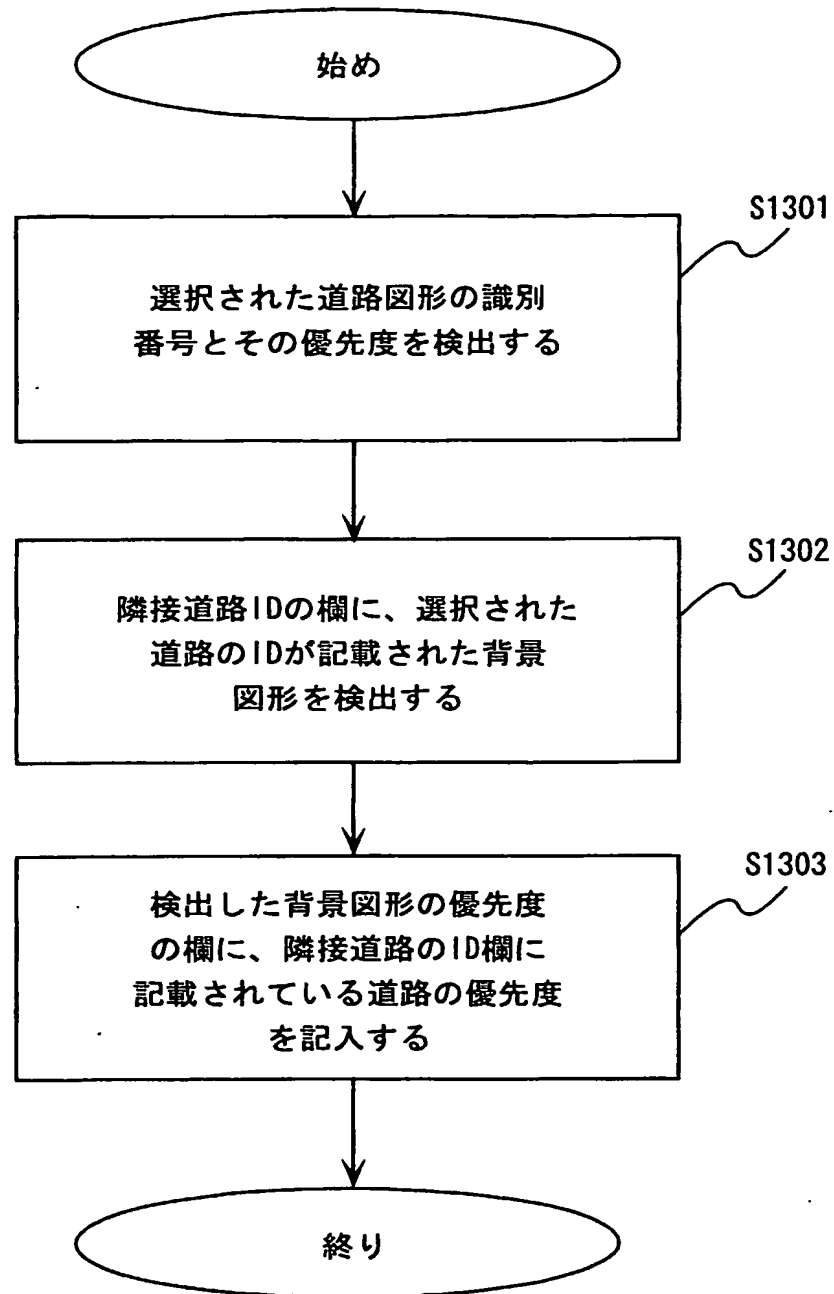 始め
S1301
選択された道路図形の識別
番号とその優先度を検出する
S1302
隣接道路IDの欄に、選択された
道路のIDが記載された背景
図形を検出する
S1303
検出した背景図形の優先度
の欄に、隣接道路のID欄に
記載されている道路の優先度
を記入する
終り